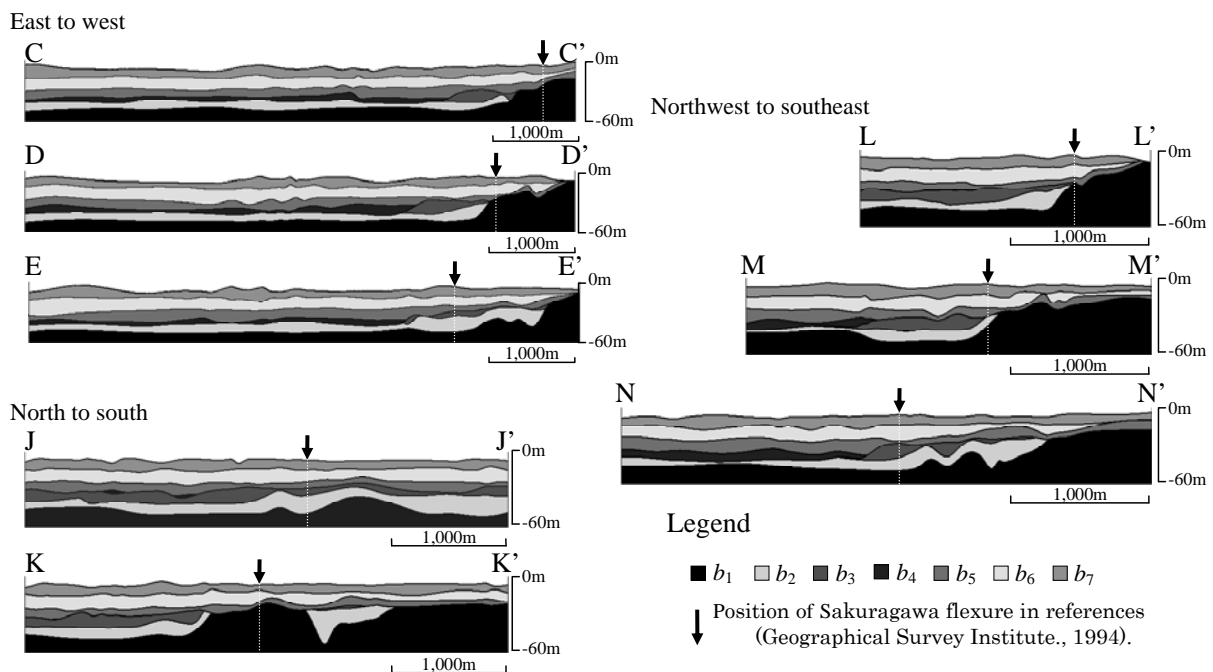 East to west
C C'
0m
-60m
1,000m
D D'
0m
-60m
1,000m
E E'
0m
-60m
1,000m
North to south
J J'
0m
-60m
1,000m
K K'
0m
-60m
1,000m
Northwest to southeast
L L'
0m
-60m
1,000m
M M'
0m
-60m
1,000m
N N'
0m
-60m
1,000m
Legend
b1 b2 b3 b4 b5 b6 b7
Position of Sakuragawa flexure in references
(Geographical Survey Institute., 1994).